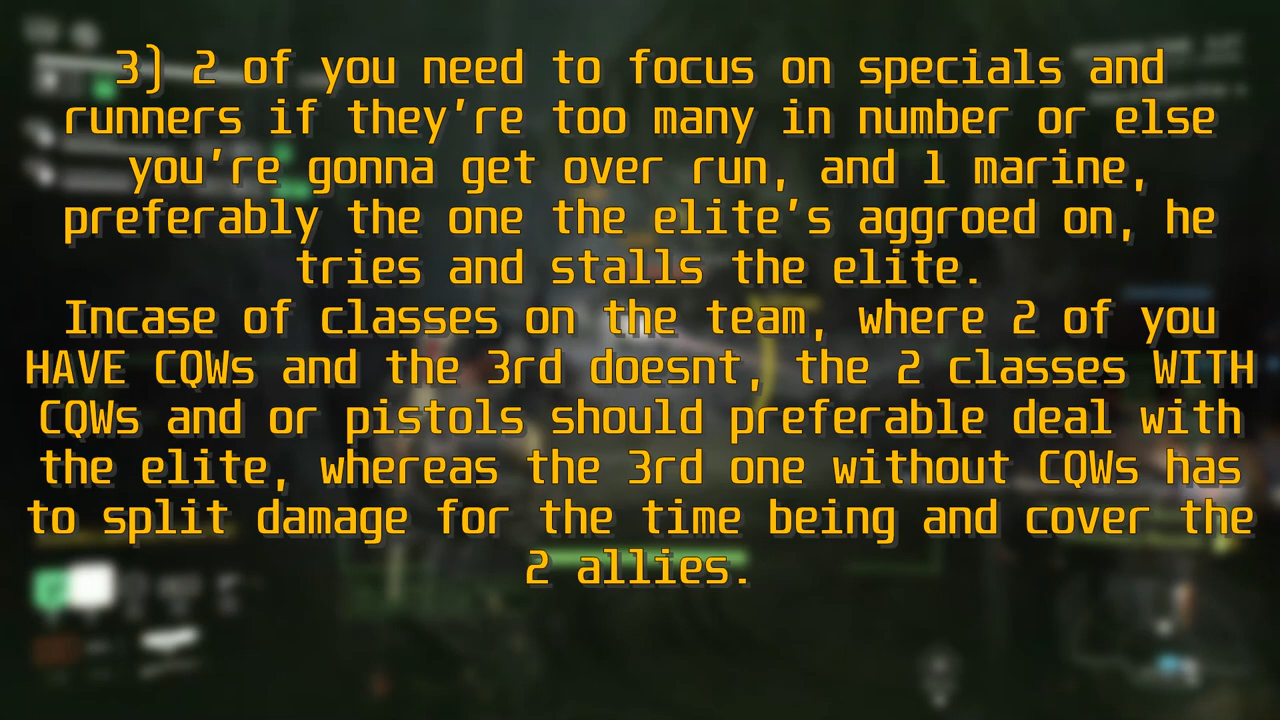 3) 2 of you need to focus on specials and
runners if they're too many in number or else
you're gonna get over run, and 1 marine,
preferably the one the elite's aggroed on, he
tries and stalls the elite.
Incase of classes on the team, where 2 of you
HAVE CQWs and the 3rd doesnt, the 2 classes WITH
CQWs and or pistols should preferable deal with
the elite, whereas the 3rd one without CQWs has
to split damage for the time being and cover the
2 allies.